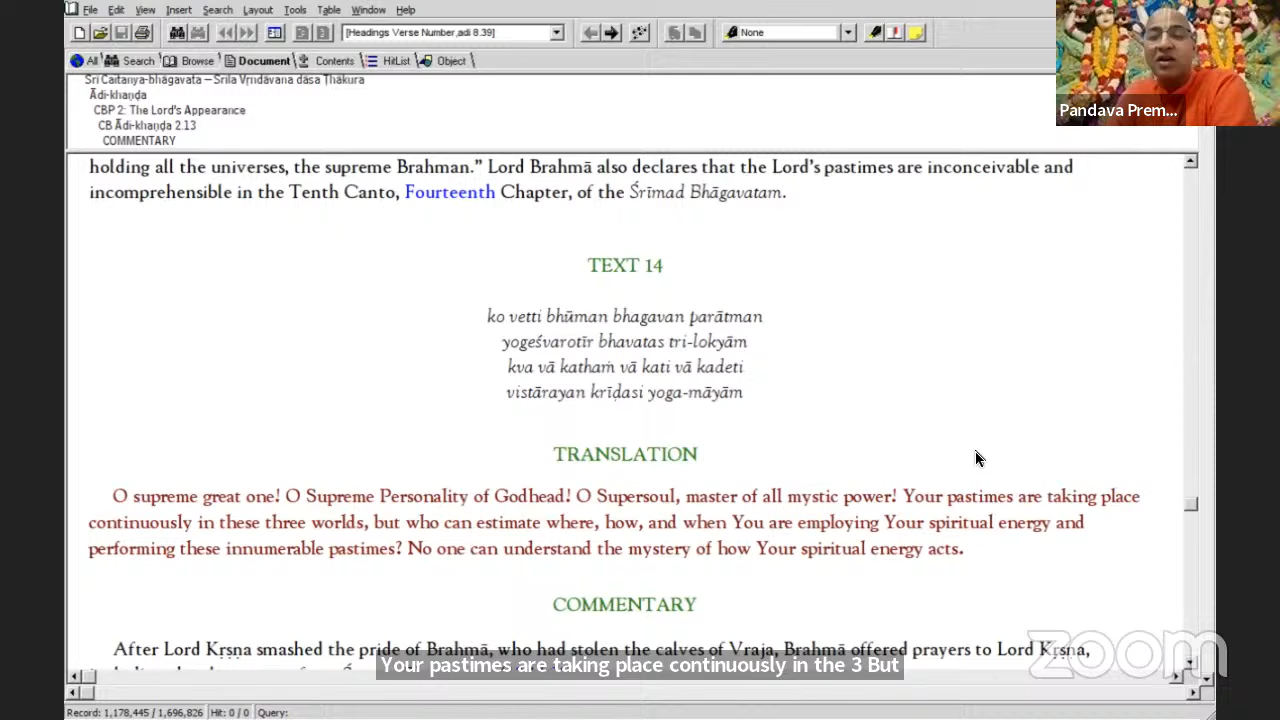 File Edit View Insert Search Layout Tools Table Window Help
[Headings Verse Number,adi 8.39]
None
All Search Browse Document Contents HitList Object
Śrī Caitanya-bhāgavata – Srila Vṛndāvana dāsa Ṭhākura
Ādi-khaṇḍa
CBP 2: The Lord's Appearance
CB Ādi-khaṇḍa 2.13
COMMENTARY
Pandava Prem...
holding all the universes, the supreme Brahman." Lord Brahmā also declares that the Lord's pastimes are inconceivable and
incomprehensible in the Tenth Canto, Fourteenth Chapter, of the Śrīmad Bhāgavatam.
TEXT 14
ko vetti bhūman bhagavan parātman
yogeśvarotīr bhavatas tri-lokyām
kva vā kathaṁ vā kati vā kadeti
vistārayan krīḍasi yoga-māyām
TRANSLATION
O supreme great one! O Supreme Personality of Godhead! O Supersoul, master of all mystic power! Your pastimes are taking place
continuously in these three worlds, but who can estimate where, how, and when You are employing Your spiritual energy and
performing these innumerable pastimes? No one can understand the mystery of how Your spiritual energy acts.
COMMENTARY
After Lord Kṛṣṇa smashed the pride of Brahmā, who had stolen the calves of Vraja, Brahmā offered prayers to Lord Kṛṣṇa,
Your pastimes are taking place continuously in the 3 But
zoom
Record: 1,178,445 / 1,696,826 Hit: 0 / 0 Query: